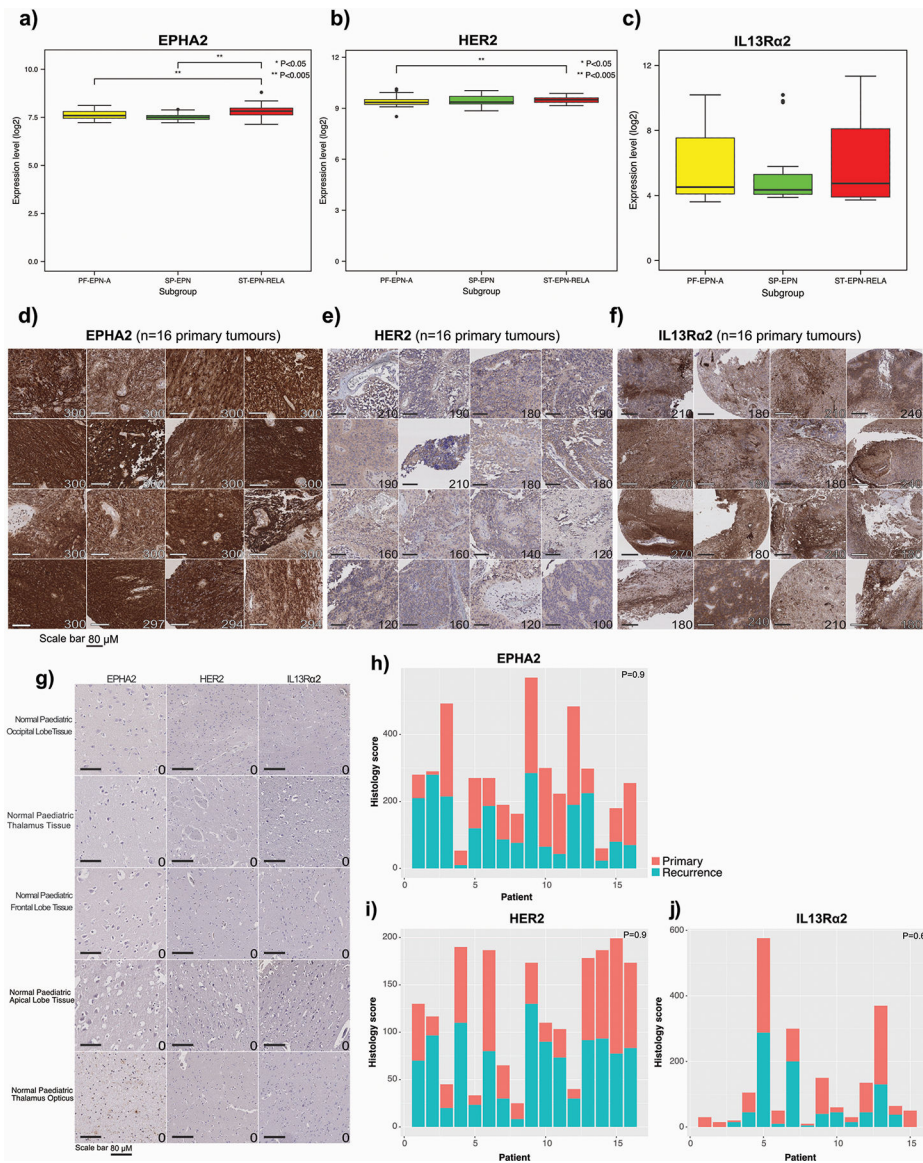 a)
EPHA2
* P<0.05
** P<0.005
**
**
Expression level (log2)
10.0
7.5
5.0
2.5
0.0
PF-EPN-A
SP-EPN
ST-EPN-RELA
Subgroup
b)
HER2
* P<0.05
** P<0.005
**
Expression level (log2)
12
9
6
3
0
PF-EPN-A
SP-EPN
ST-EPN-RELA
Subgroup
c)
IL13Rα2
Expression level (log2)
12
8
4
0
PF-EPN-A
SP-EPN
ST-EPN-RELA
Subgroup
d)
EPHA2 (n=16 primary tumours)
300 300 300 300
300 300 300 300
300 300 300 300
300 297 294
Scale bar 80 µM
e)
HER2 (n=16 primary tumours)
210 190 180 190
190 210 180 180
160 160 140 120
120 160 120 100
f)
IL13Rα2 (n=16 primary tumours)
210 180 210 240
270 190 210 240
270 180
180 210 210
g)
EPHA2 HER2 IL13Rα2
Normal Paediatric
Occipital Lobe Tissue
0 0 0
Normal Paediatric
Thalamus Tissue
0 0 0
Normal Paediatric
Frontal Lobe Tissue
0 0 0
Normal Paediatric
Apical Lobe Tissue
0 0 0
Normal Paediatric
Thalamus Opticus
0 0 0
Scale bar 80 µM
h)
EPHA2
P=0.9
Histology score
400
200
0
0 5 10 15
Patient
Primary
Recurrence
i)
HER2
P=0.9
Histology score
200
150
100
50
0
0 5 10 15
Patient
j)
IL13Rα2
P=0.6
Histology score
600
400
200
0
0 5 10 15
Patient